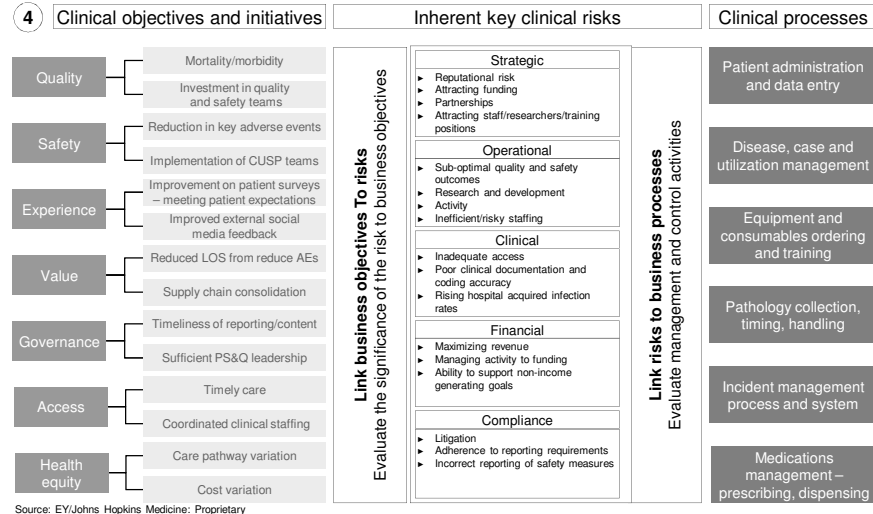 4
Clinical objectives and initiatives
Inherent key clinical risks
Clinical processes
Quality
Mortality/morbidity
Investment in quality
and safety teams
Safety
Reduction in key adverse events
Implementation of CUSP teams
Experience
Improvement on patient surveys
– meeting patient expectations
Improved external social
media feedback
Value
Reduced LOS from reduce AEs
Supply chain consolidation
Governance
Timeliness of reporting/content
Sufficient PS&Q leadership
Access
Timely care
Coordinated clinical staffing
Health
equity
Care pathway variation
Cost variation
Link business objectives To risks
Evaluate the significance of the risk to business objectives
Strategic
► Reputational risk
► Attracting funding
► Partnerships
► Attracting staff/researchers/training
positions
Operational
► Sub-optimal quality and safety
outcomes
► Research and development
► Activity
► Inefficient/risky staffing
Clinical
► Inadequate access
► Poor clinical documentation and
coding accuracy
► Rising hospital acquired infection
rates
Financial
► Maximizing revenue
► Managing activity to funding
► Ability to support non-income
generating goals
Compliance
► Litigation
► Adherence to reporting requirements
► Incorrect reporting of safety measures
Link risks to business processes
Evaluate management and control activities
Patient administration
and data entry
Disease, case and
utilization management
Equipment and
consumables ordering
and training
Pathology collection,
timing, handling
Incident management
process and system
Medications
management –
prescribing, dispensing
Source: EY/Johns Hopkins Medicine: Proprietary